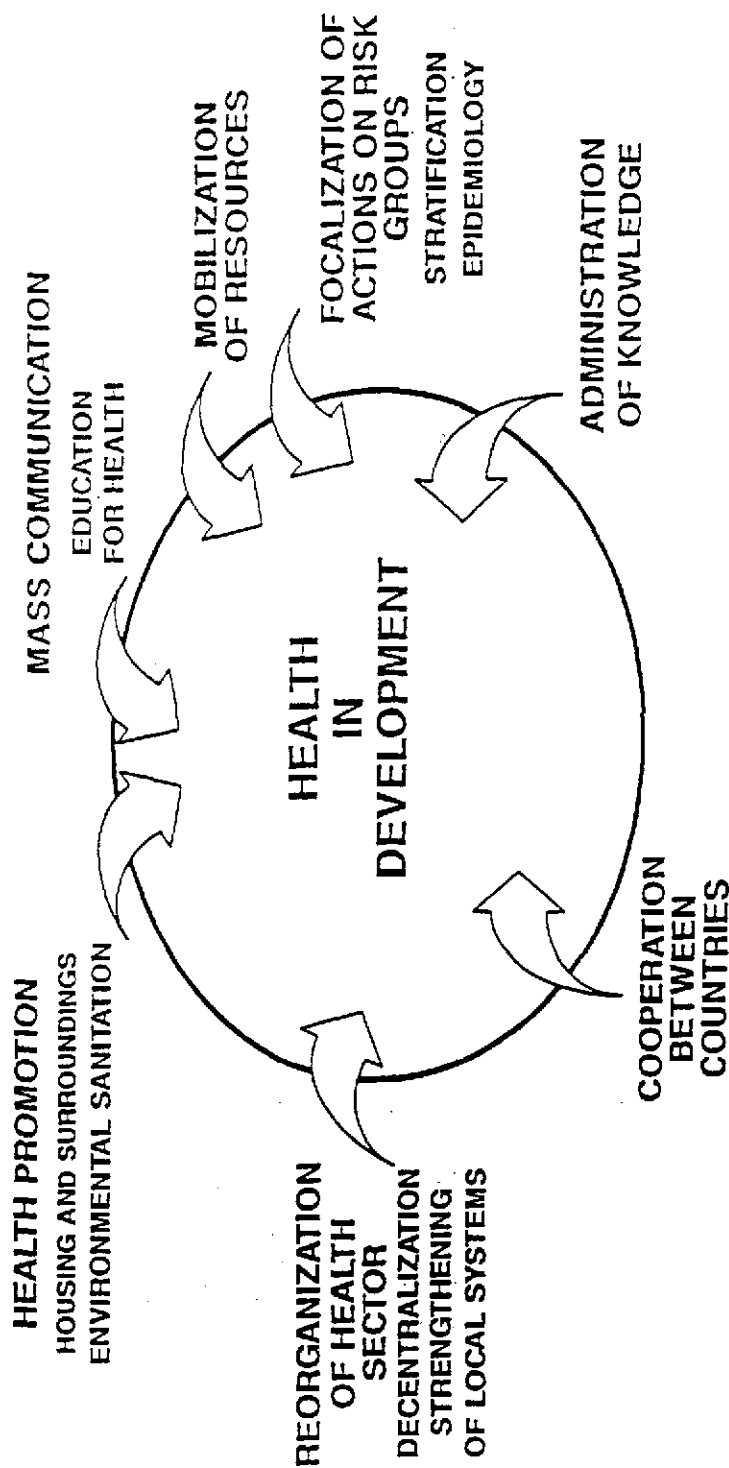 HEALTH PROMOTION
HOUSING AND SURROUNDINGS
ENVIRONMENTAL SANITATION
MASS COMMUNICATION
EDUCATION
FOR HEALTH
MOBILIZATION
OF RESOURCES
FOCALIZATION OF
ACTIONS ON RISK
GROUPS
STRATIFICATION
EPIDEMIOLOGY
ADMINISTRATION
OF KNOWLEDGE
HEALTH
IN
DEVELOPMENT
COOPERATION
BETWEEN
COUNTRIES
REORGANIZATION
OF HEALTH
SECTOR
DECENTRALIZATION
STRENGTHENING
OF LOCAL SYSTEMS